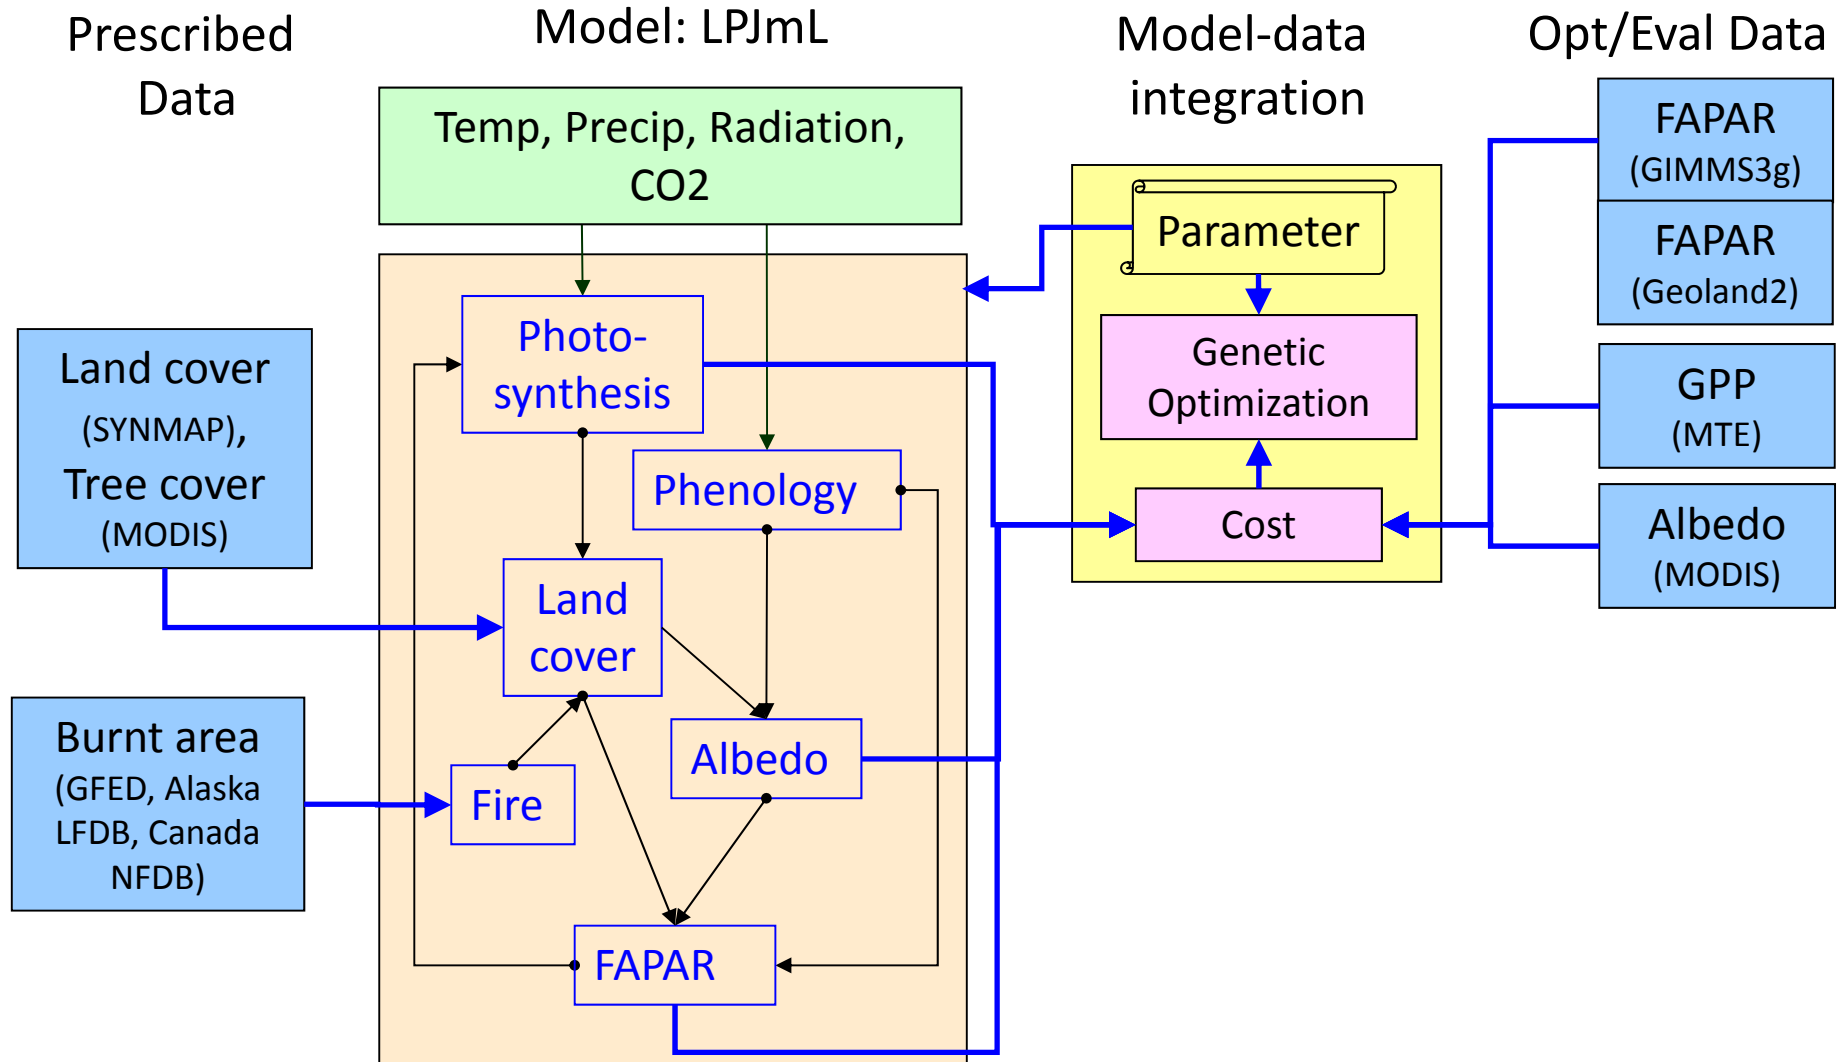 Prescribed
Data
Model: LPJmL
Model-data
integration
Opt/Eval Data
Temp, Precip, Radiation,
CO2
Photo-
synthesis
Phenology
Land
cover
Albedo
Fire
FAPAR
Land cover
(SYNMAP),
Tree cover
(MODIS)
Burnt area
(GFED, Alaska
LFDB, Canada
NFDB)
Parameter
Genetic
Optimization
Cost
FAPAR
(GIMMS3g)
FAPAR
(Geoland2)
GPP
(MTE)
Albedo
(MODIS)